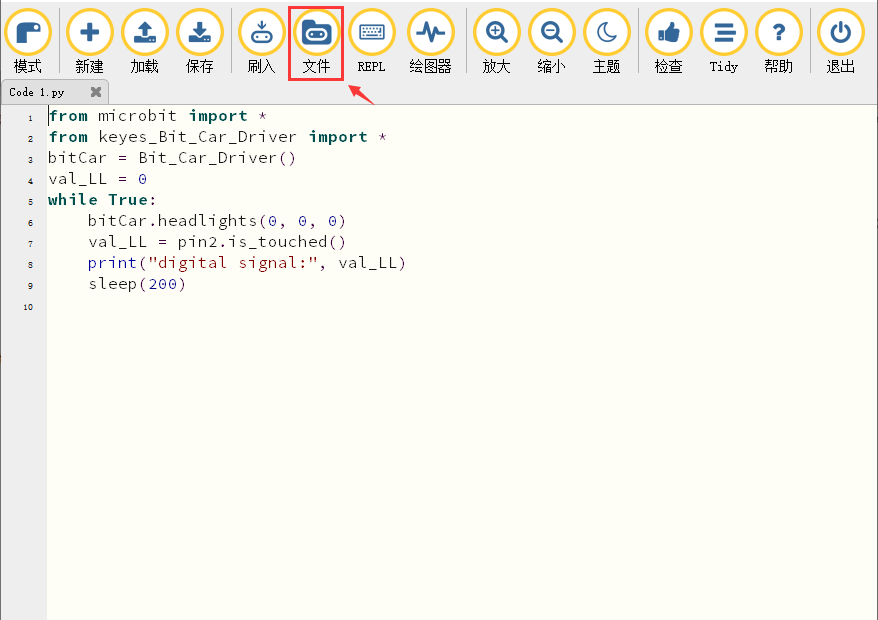 模式 新建 加载 保存 刷入 文件 REPL 绘图器 放大 缩小 主题 检查 Tidy 帮助 退出
Code 1.py
1 from microbit import *
2 from keyes_Bit_Car_Driver import *
3 bitCar = Bit_Car_Driver()
4 val_LL = 0
5 while True:
6     bitCar.headlights(0, 0, 0)
7     val_LL = pin2.is_touched()
8     print("digital signal:", val_LL)
9     sleep(200)
10